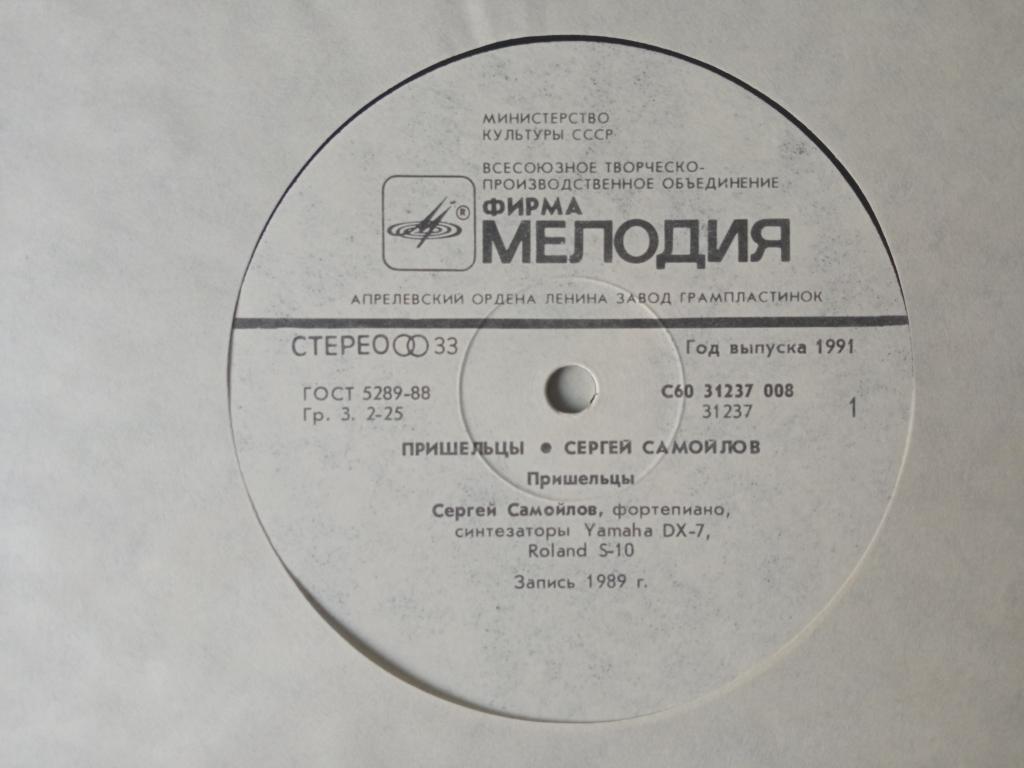 МИНИСТЕРСТВО
КУЛЬТУРЫ СССР
ВСЕСОЮЗНОЕ ТВОРЧЕСКО-
ПРОИЗВОДСТВЕННОЕ ОБЪЕДИНЕНИЕ
®
ФИРМА
МЕЛОДИЯ
АПРЕЛЕВСКИЙ ОРДЕНА ЛЕНИНА ЗАВОД ГРАМПЛАСТИНОК
СТЕРЕО 33
Год выпуска 1991
ГОСТ 5289-88
Гр. 3. 2-25
С60 31237 008
31237
1
ПРИШЕЛЬЦЫ ● СЕРГЕЙ САМОЙЛОВ
Пришельцы
Сергей Самойлов, фортепиано,
синтезаторы Yamaha DX-7,
Roland S-10
Запись 1989 г.